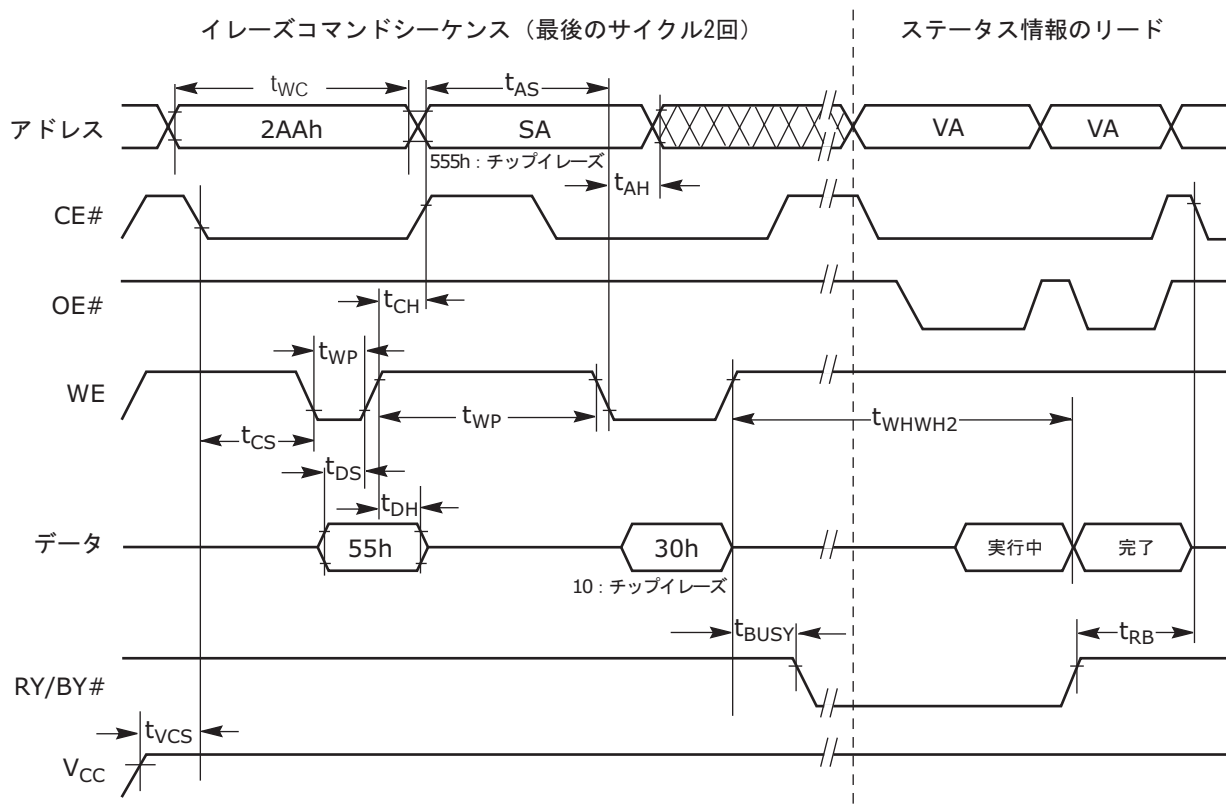 イレーズコマンドシーケンス（最後のサイクル2回）
ステータス情報のリード
tWC
tAS
アドレス
2AAh
SA
VA
VA
555h : チップイレーズ
tAH
CE#
OE#
tCH
tWP
WE
tWP
tWHWH2
tCS
tDS
tDH
データ
55h
30h
実行中
完了
10 : チップイレーズ
tBUSY
tRB
RY/BY#
tVCS
VCC